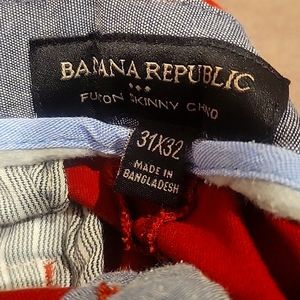 BANANA REPUBLIC
FULTON SKINNY CHINO
31X32
MADE IN
BANGLADESH